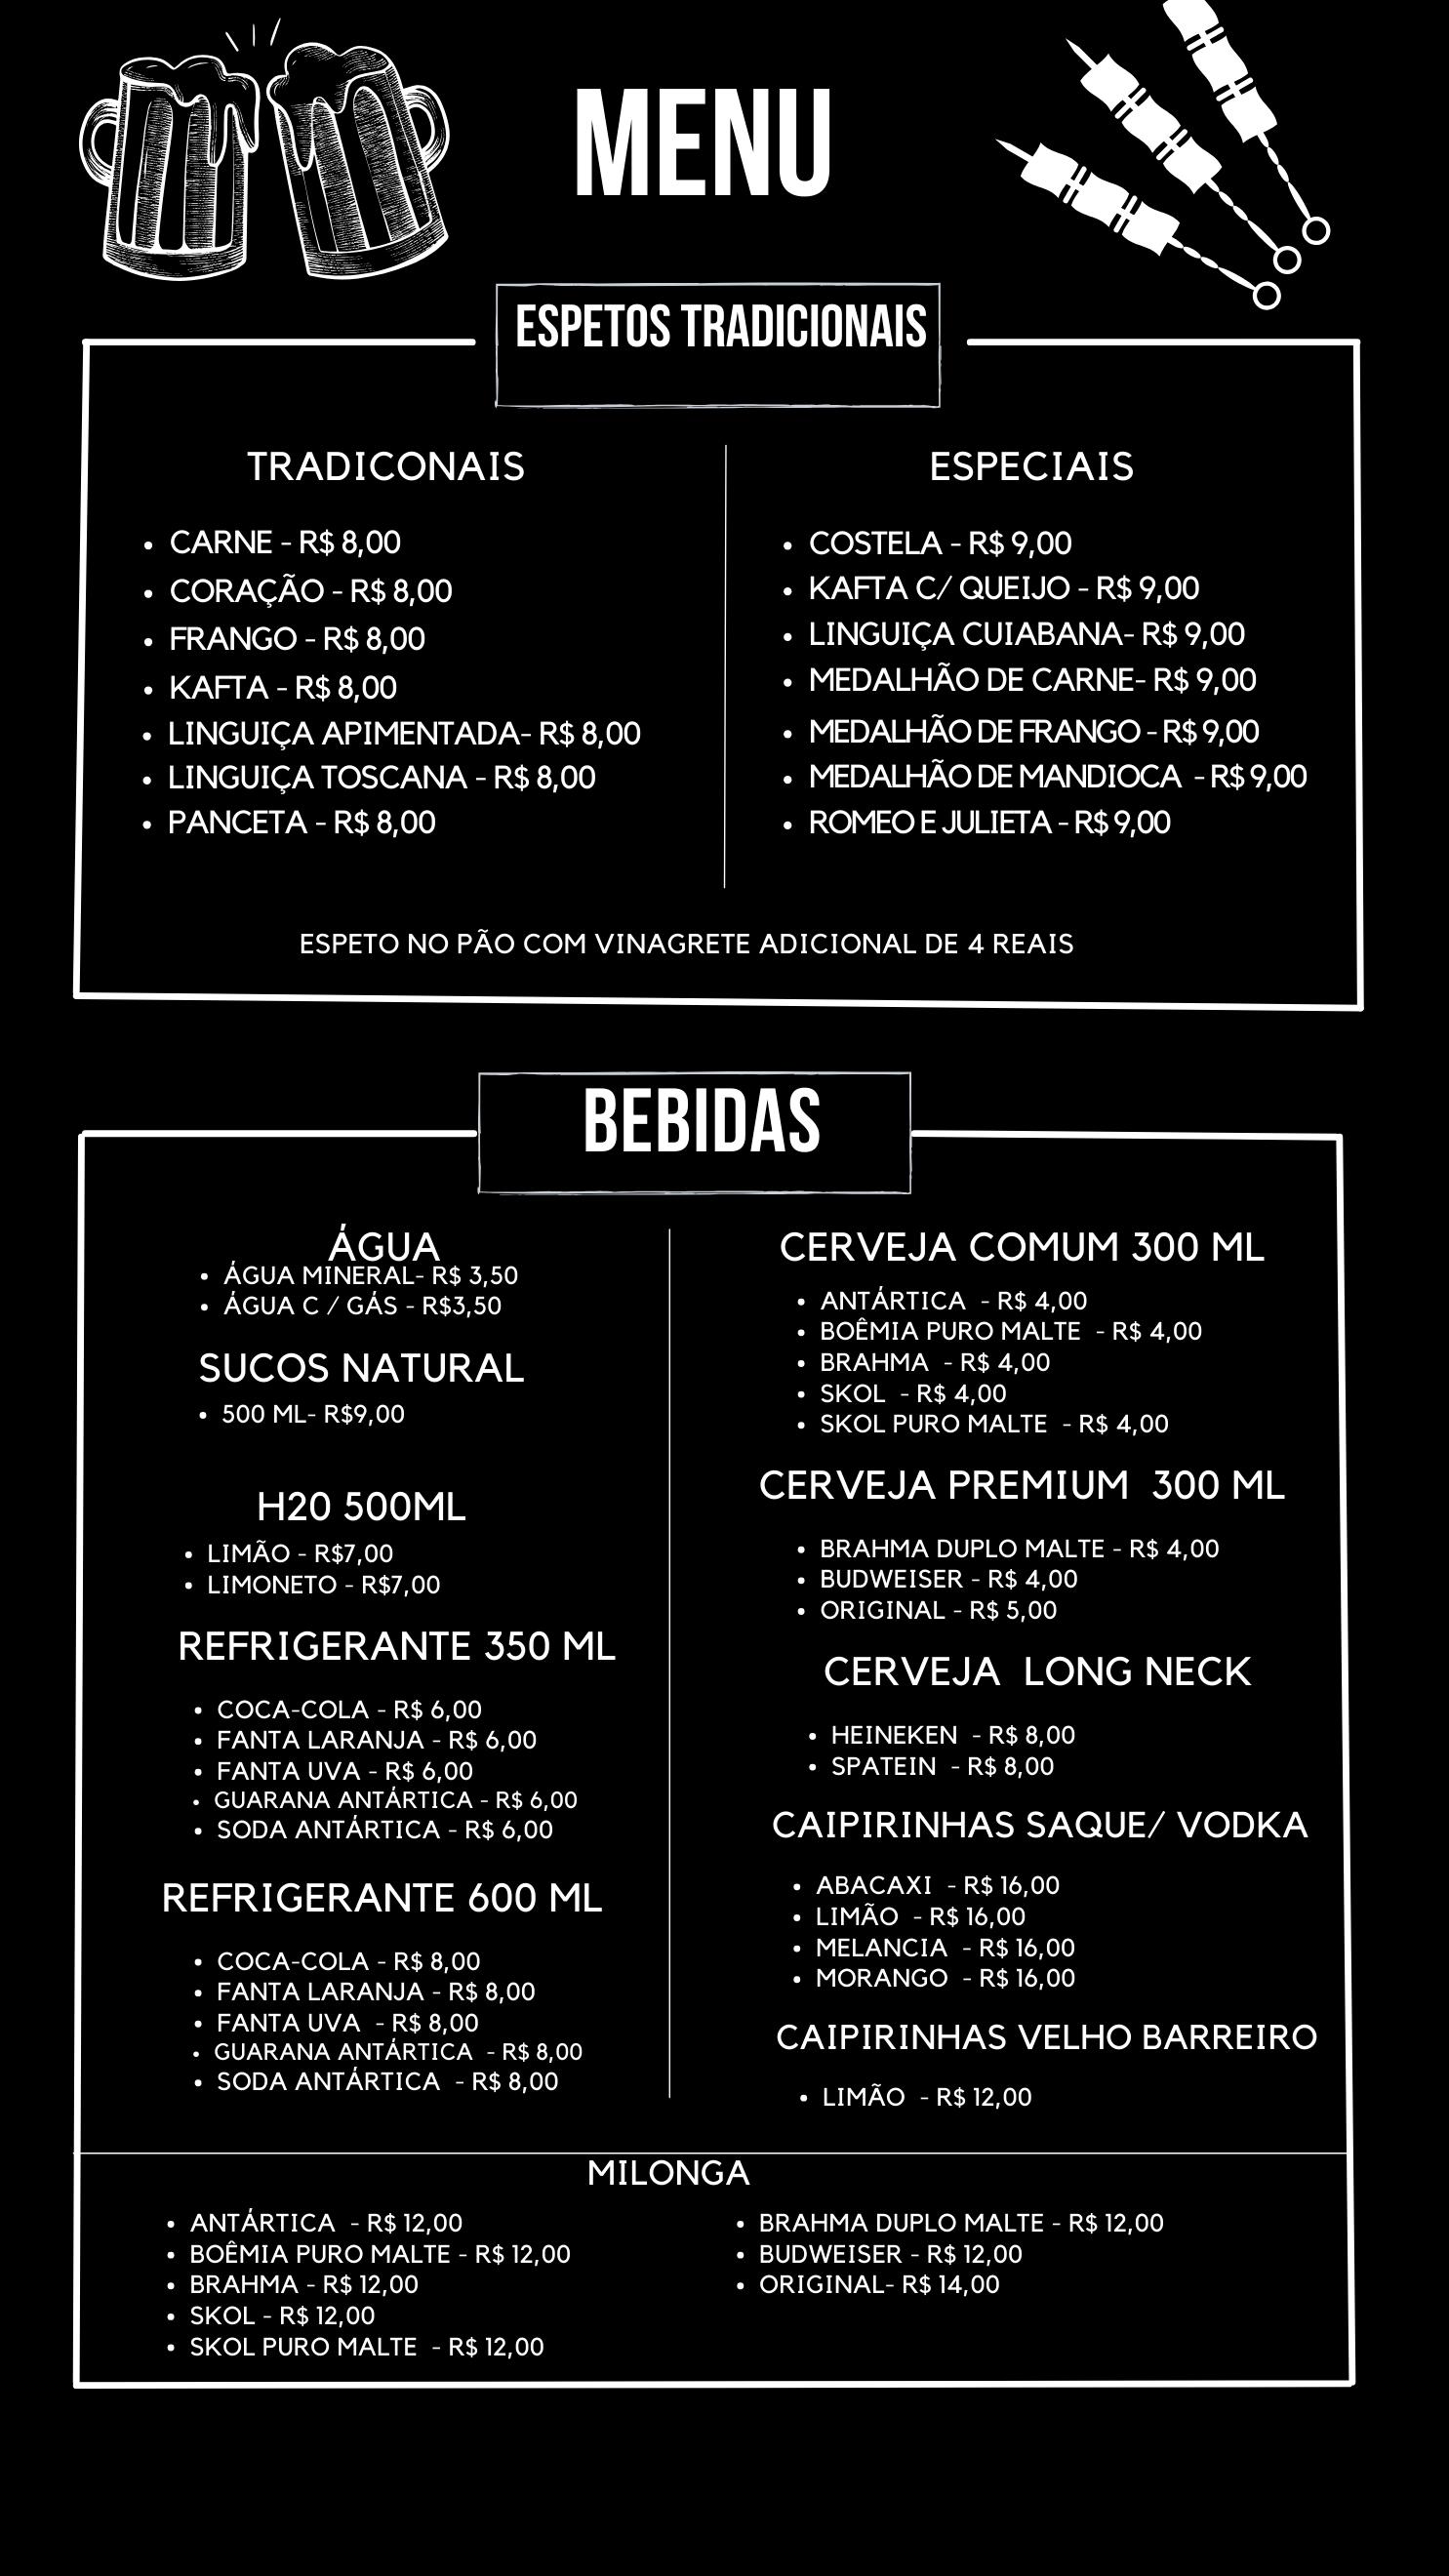 MENU
ESPETOS TRADICIONAIS
TRADICONAIS
CARNE - R$ 8,00
CORAÇÃO - R$ 8,00
FRANGO - R$ 8,00
KAFTA - R$ 8,00
LINGUIÇA APIMENTADA- R$ 8,00
LINGUIÇA TOSCANA - R$ 8,00
PANCETA - R$ 8,00
ESPECIAIS
COSTELA - R$ 9,00
KAFTA C/ QUEIJO - R$ 9,00
LINGUIÇA CUIABANA- R$ 9,00
MEDALHÃO DE CARNE- R$ 9,00
MEDALHÃO DE FRANGO - R$ 9,00
MEDALHÃO DE MANDIOCA - R$ 9,00
ROMEO E JULIETA - R$ 9,00
ESPETO NO PÃO COM VINAGRETE ADICIONAL DE 4 REAIS
BEBIDAS
ÁGUA
ÁGUA MINERAL- R$ 3,50
ÁGUA C / GÁS - R$3,50
SUCOS NATURAL
500 ML- R$9,00
H20 500ML
LIMÃO - R$7,00
LIMONETO - R$7,00
REFRIGERANTE 350 ML
COCA-COLA - R$ 6,00
FANTA LARANJA - R$ 6,00
FANTA UVA - R$ 6,00
GUARANA ANTÁRTICA - R$ 6,00
SODA ANTÁRTICA - R$ 6,00
REFRIGERANTE 600 ML
COCA-COLA - R$ 8,00
FANTA LARANJA - R$ 8,00
FANTA UVA - R$ 8,00
GUARANA ANTÁRTICA - R$ 8,00
SODA ANTÁRTICA - R$ 8,00
CERVEJA COMUM 300 ML
ANTÁRTICA - R$ 4,00
BOÊMIA PURO MALTE - R$ 4,00
BRAHMA - R$ 4,00
SKOL - R$ 4,00
SKOL PURO MALTE - R$ 4,00
CERVEJA PREMIUM 300 ML
BRAHMA DUPLO MALTE - R$ 4,00
BUDWEISER - R$ 4,00
ORIGINAL - R$ 5,00
CERVEJA LONG NECK
HEINEKEN - R$ 8,00
SPATEIN - R$ 8,00
CAIPIRINHAS SAQUE/ VODKA
ABACAXI - R$ 16,00
LIMÃO - R$ 16,00
MELANCIA - R$ 16,00
MORANGO - R$ 16,00
CAIPIRINHAS VELHO BARREIRO
LIMÃO - R$ 12,00
MILONGA
ANTÁRTICA - R$ 12,00
BOÊMIA PURO MALTE - R$ 12,00
BRAHMA - R$ 12,00
SKOL - R$ 12,00
SKOL PURO MALTE - R$ 12,00
BRAHMA DUPLO MALTE - R$ 12,00
BUDWEISER - R$ 12,00
ORIGINAL- R$ 14,00